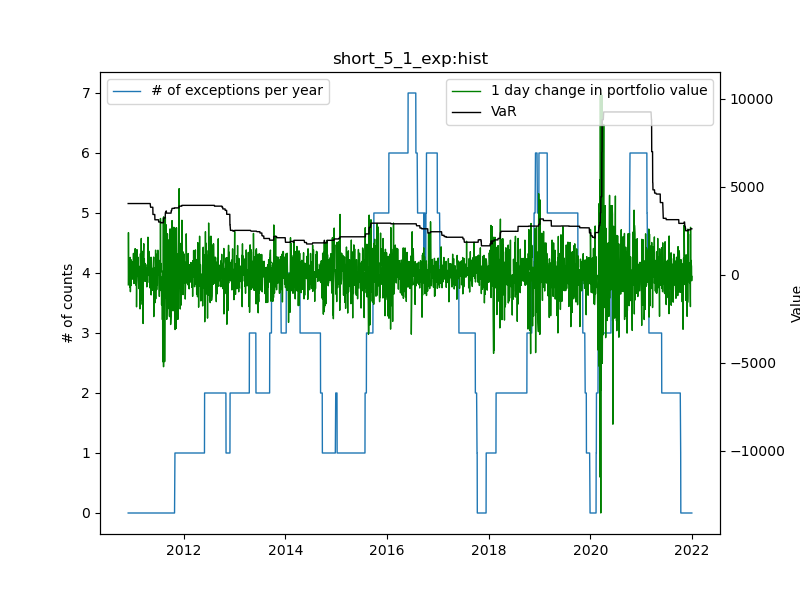 short_5_1_exp:hist
# of exceptions per year
1 day change in portfolio value
VaR
7
6
5
4
3
2
1
0
# of counts
10000
5000
0
−5000
−10000
Value
2012 2014 2016 2018 2020 2022